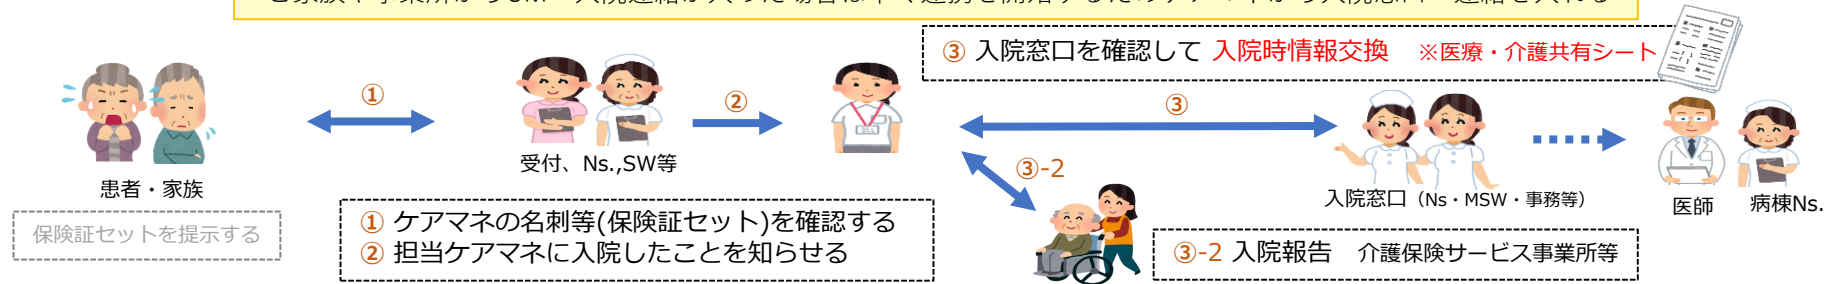 ③ 入院窓口を確認して 入院時情報交換 ※医療・介護共有シート
①
②
③
③-2
受付、Ns.,SW等
患者・家族
入院窓口（Ns・MSW・事務等）
医師
病棟Ns.
保険証セットを提示する
① ケアマネの名刺等(保険証セット)を確認する
② 担当ケアマネに入院したことを知らせる
③-2 入院報告 介護保険サービス事業所等